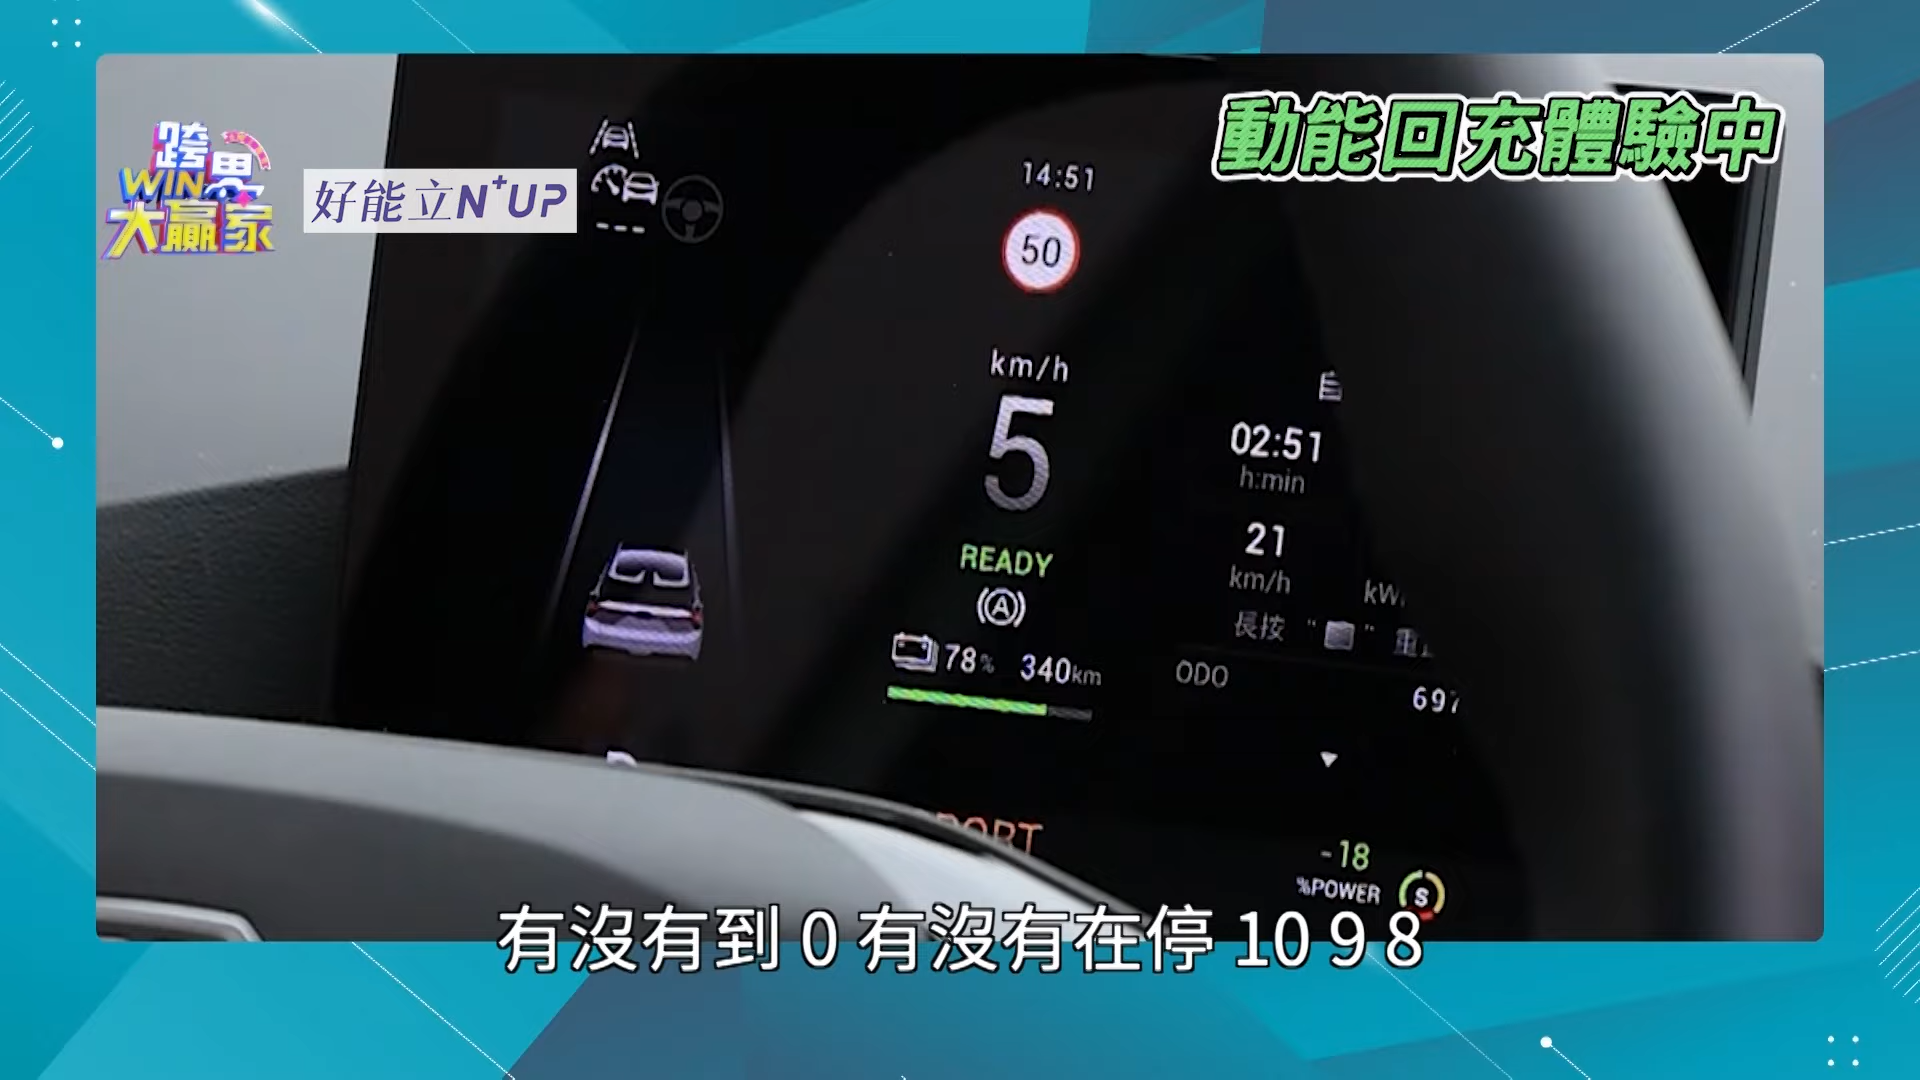 動能回充體驗中
跨界
WIN
大贏家
好能立N+UP
14:51
50
km/h
5
READY
(A)
78% 340km
02:51
h:min
21
km/h
長按
ODO
697
-18
%POWER
S
有沒有到 0 有沒有在停 10 9 8